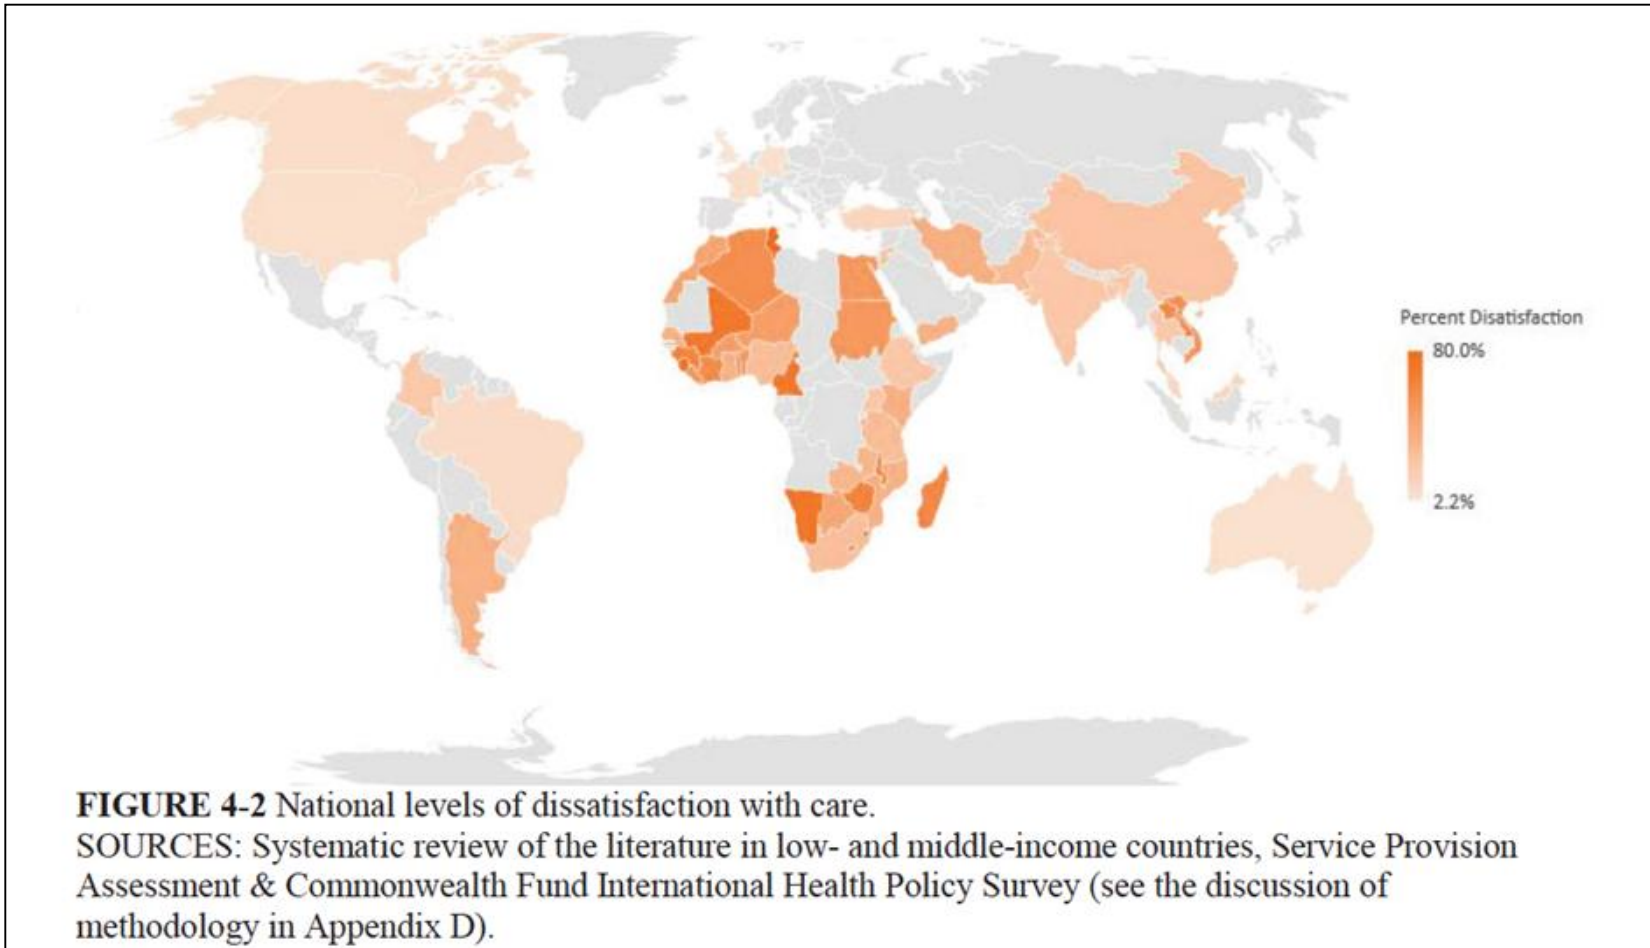 Percent Disatisfaction
80.0%
2.2%
FIGURE 4-2 National levels of dissatisfaction with care.
SOURCES: Systematic review of the literature in low- and middle-income countries, Service Provision
Assessment & Commonwealth Fund International Health Policy Survey (see the discussion of
methodology in Appendix D).